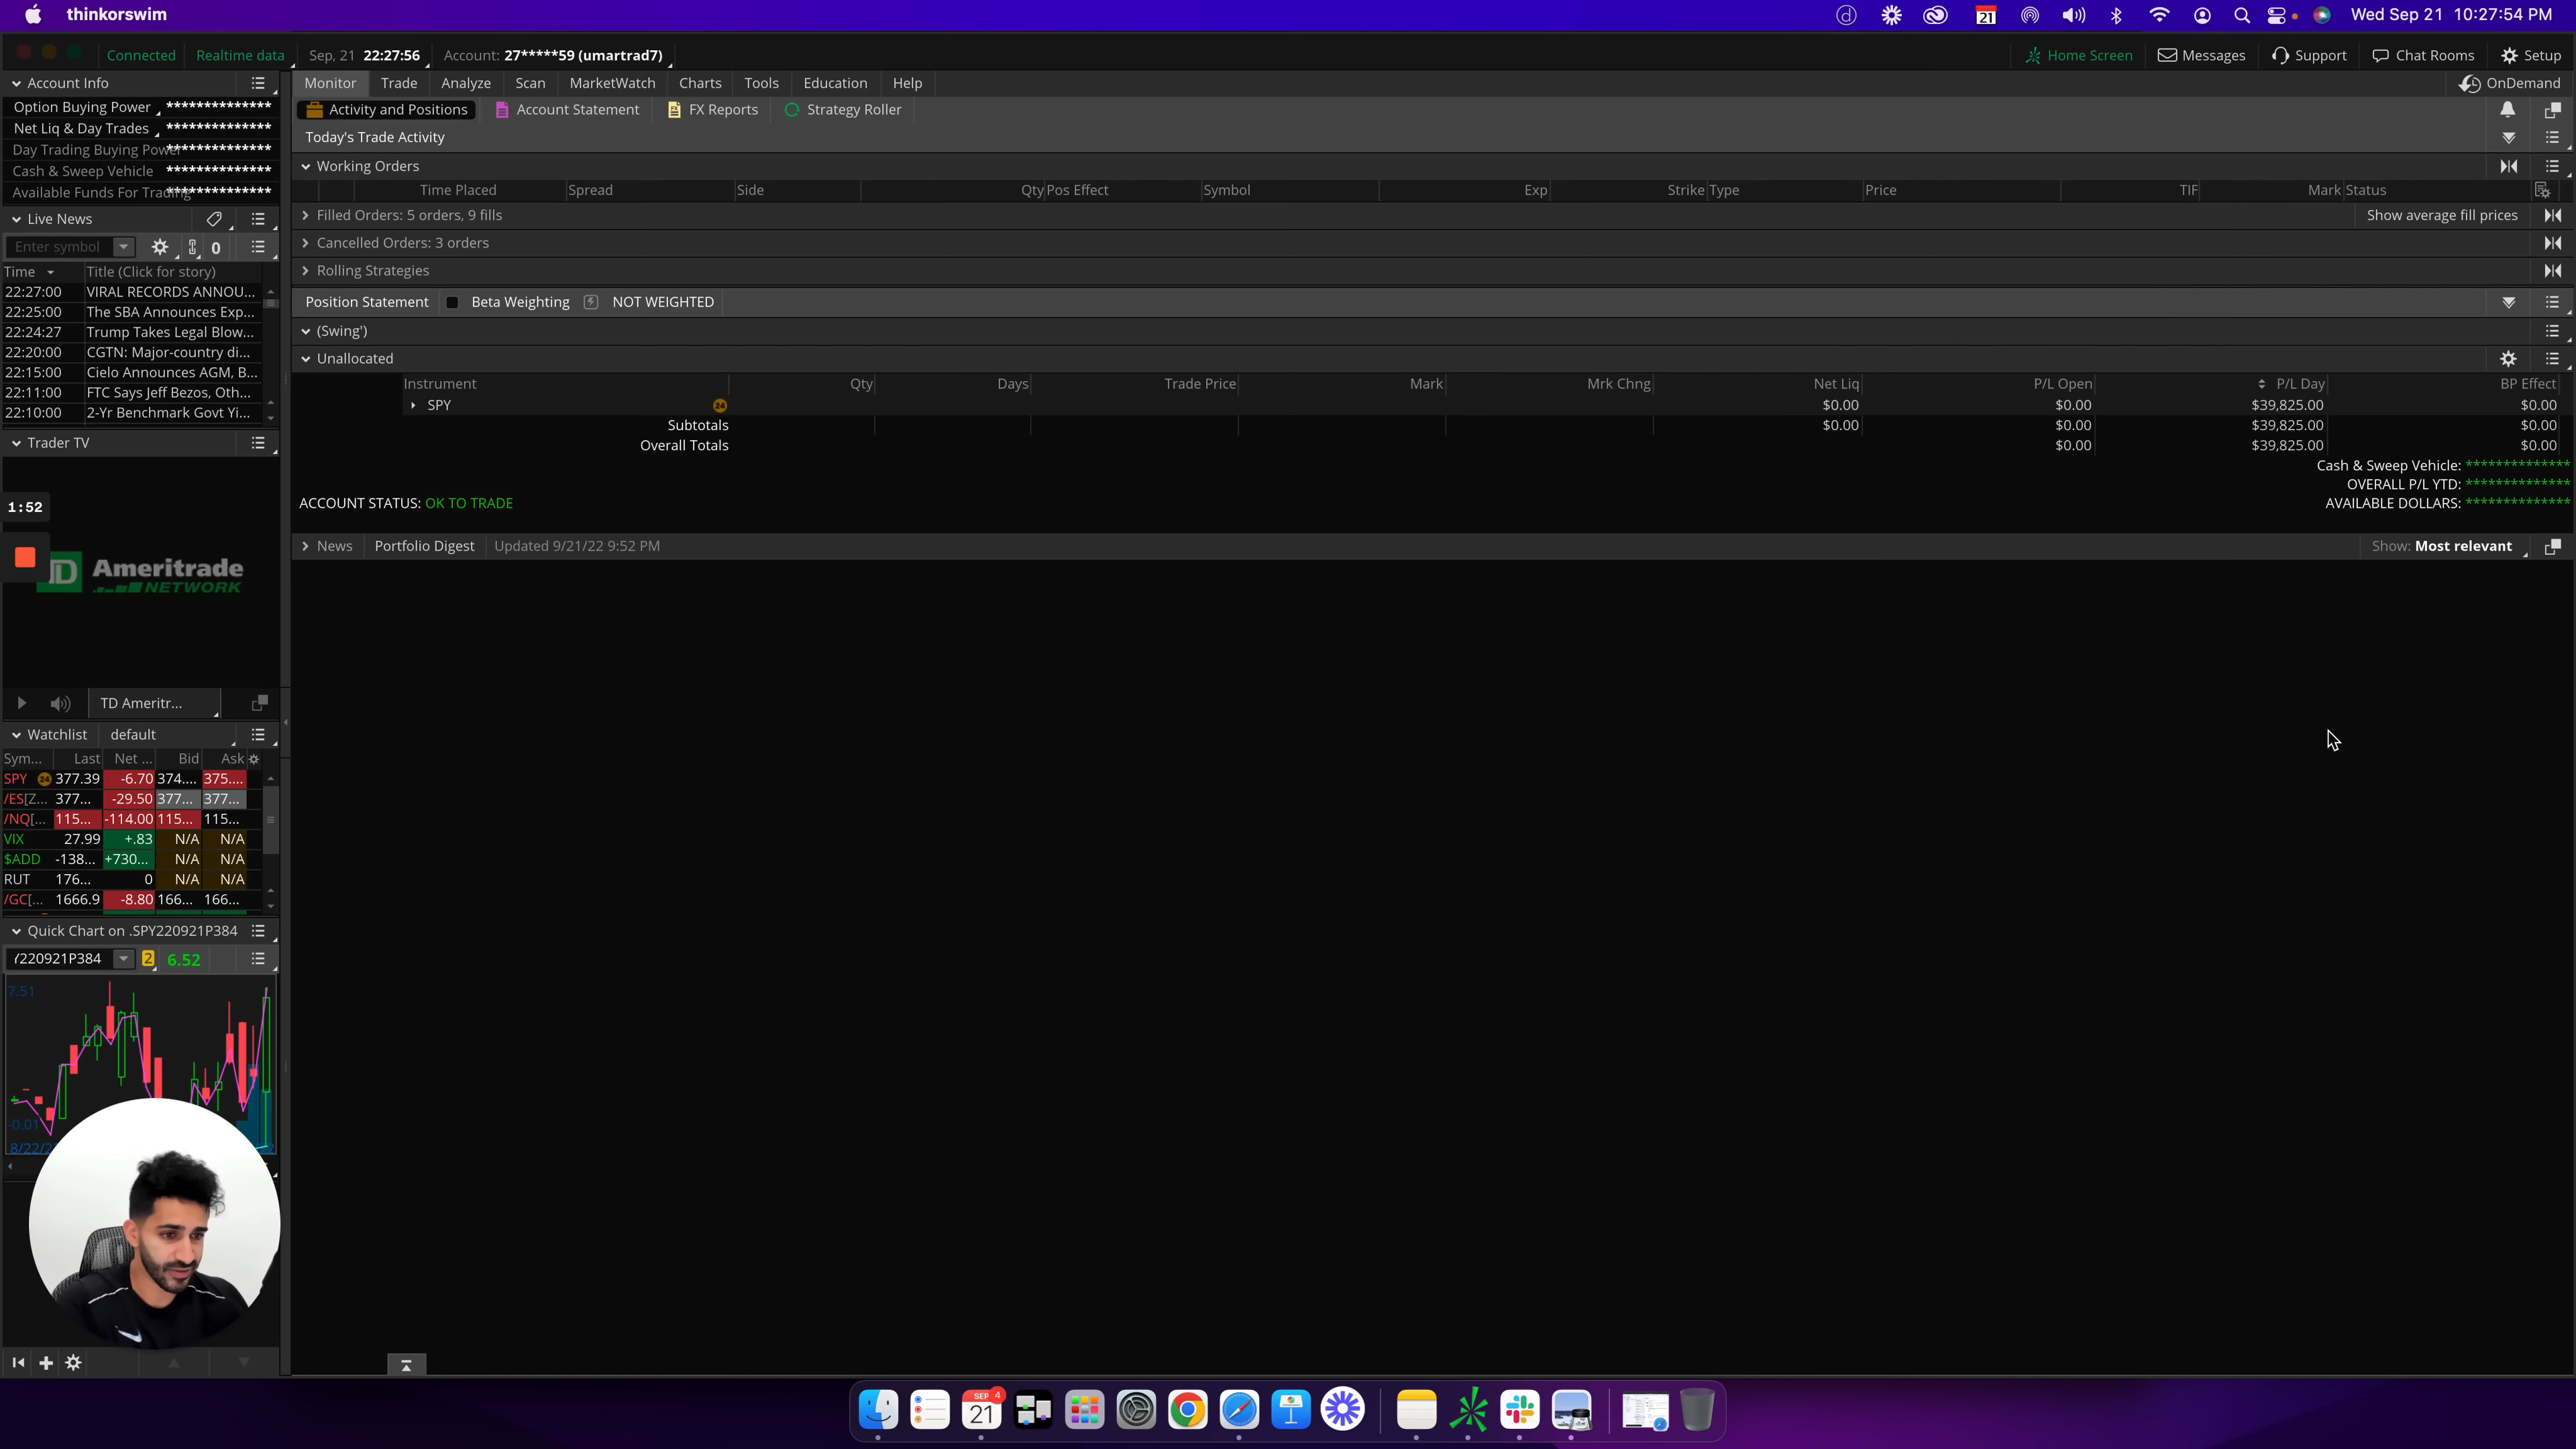 thinkorswim
21
Wed Sep 21 10:27:54 PM
Connected Realtime data Sep, 21 22:27:56 Account: 27*****59 (umartrad7)
Home Screen Messages Support Chat Rooms Setup
Account Info
Monitor Trade Analyze Scan MarketWatch Charts Tools Education Help
OnDemand
Option Buying Power **************
Net Liq & Day Trades **************
Day Trading Buying Power **************
Cash & Sweep Vehicle **************
Available Funds For Trading **************
Activity and Positions Account Statement FX Reports Strategy Roller
Today's Trade Activity
Working Orders
Time Placed Spread Side Qty Pos Effect Symbol Exp Strike Type Price TIF Mark Status
Filled Orders: 5 orders, 9 fills
Show average fill prices
Cancelled Orders: 3 orders
Rolling Strategies
Position Statement Beta Weighting NOT WEIGHTED
(Swing')
Unallocated
Instrument Qty Days Trade Price Mark Mrk Chng Net Liq P/L Open P/L Day BP Effect
SPY 24 $0.00 $0.00 $39,825.00 $0.00
Subtotals $0.00 $0.00 $39,825.00 $0.00
Overall Totals $0.00 $39,825.00 $0.00
Cash & Sweep Vehicle: **************
OVERALL P/L YTD: **************
AVAILABLE DOLLARS: **************
ACCOUNT STATUS: OK TO TRADE
News Portfolio Digest Updated 9/21/22 9:52 PM
Show: Most relevant
Live News
Enter symbol 0
Time Title (Click for story)
22:27:00 VIRAL RECORDS ANNOU...
22:25:00 The SBA Announces Exp...
22:24:27 Trump Takes Legal Blow...
22:20:00 CGTN: Major-country di...
22:15:00 Cielo Announces AGM, B...
22:11:00 FTC Says Jeff Bezos, Oth...
22:10:00 2-Yr Benchmark Govt Yi...
Trader TV
1:52
TD Ameritrade
NETWORK
TD Ameritr...
Watchlist default
Sym... Last Net ... Bid Ask
SPY 24 377.39 -6.70 374.... 375....
/ES[Z... 377... -29.50 377... 377...
/NQ[... 115... -114.00 115... 115...
VIX 27.99 +.83 N/A N/A
$ADD -138... +730... N/A N/A
RUT 176... 0 N/A N/A
/GC[... 1666.9 -8.80 166... 166...
Quick Chart on .SPY220921P384
220921P384 2 6.52
7.51
-0.01
8/22/2
SEP 4
21